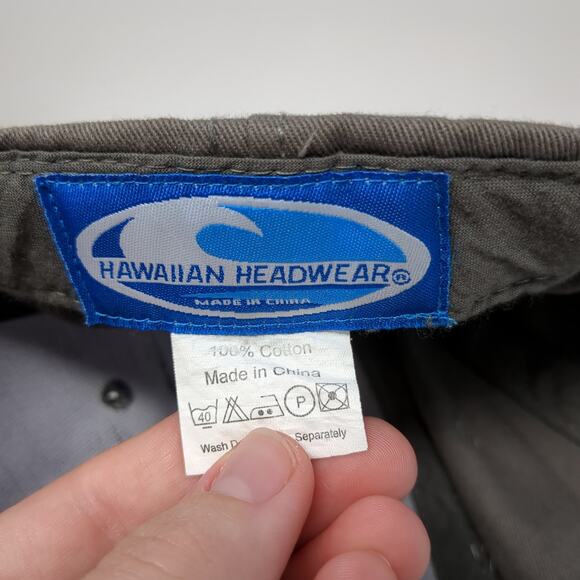 HAWAIIAN HEADWEAR®
MADE IN CHINA
100% Cotton
Made in China
40 P
Wash Separately